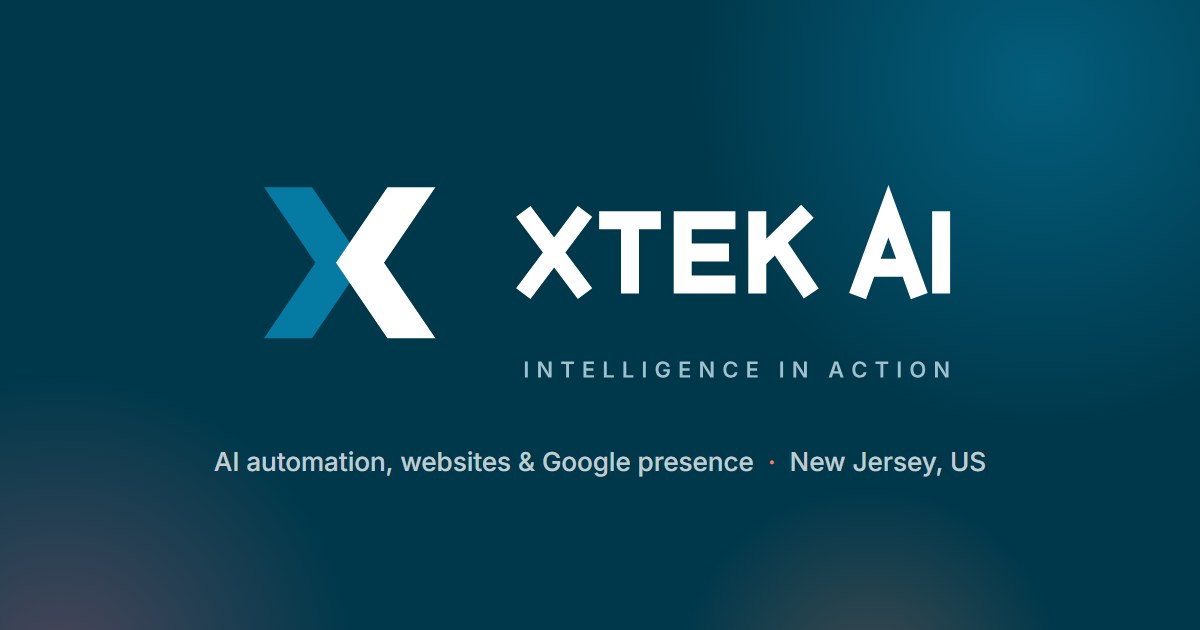 XTEK AI
INTELLIGENCE IN ACTION
AI automation, websites & Google presence · New Jersey, US